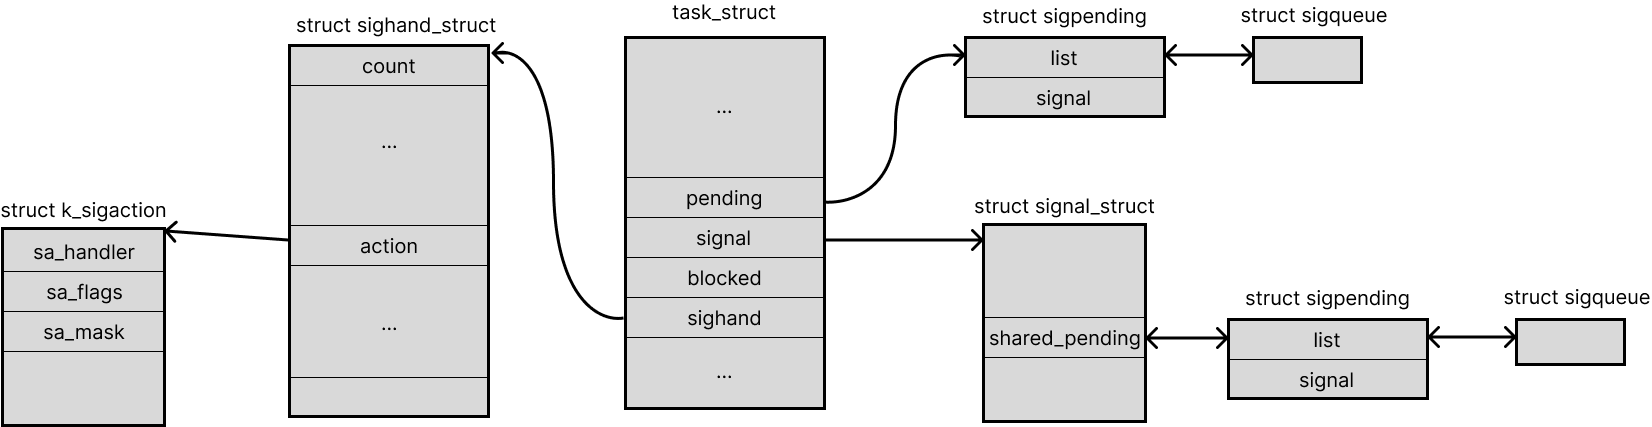 struct sighand_struct
count
...
action
...
struct k_sigaction
sa_handler
sa_flags
sa_mask
task_struct
...
pending
signal
blocked
sighand
...
struct sigpending
list
signal
struct sigqueue
struct signal_struct
shared_pending
struct sigpending
list
signal
struct sigqueue